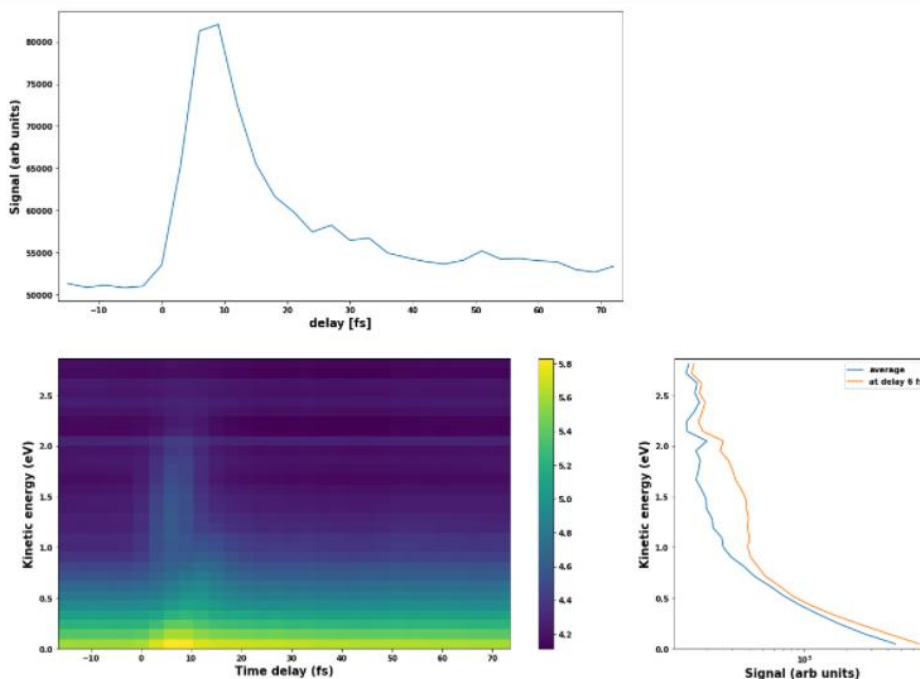 80000
75000
70000
65000
60000
55000
50000
Signal (arb units)
−10 0 10 20 30 40 50 60 70
delay [fs]
2.5
2.0
1.5
1.0
0.5
0.0
Kinetic energy (eV)
−10 0 10 20 30 40 50 60 70
Time delay (fs)
5.8
5.6
5.4
5.2
5.0
4.8
4.6
4.4
4.2
average
at delay 6 f
2.5
2.0
1.5
1.0
0.5
0.0
Kinetic energy (eV)
10⁵
Signal (arb units)